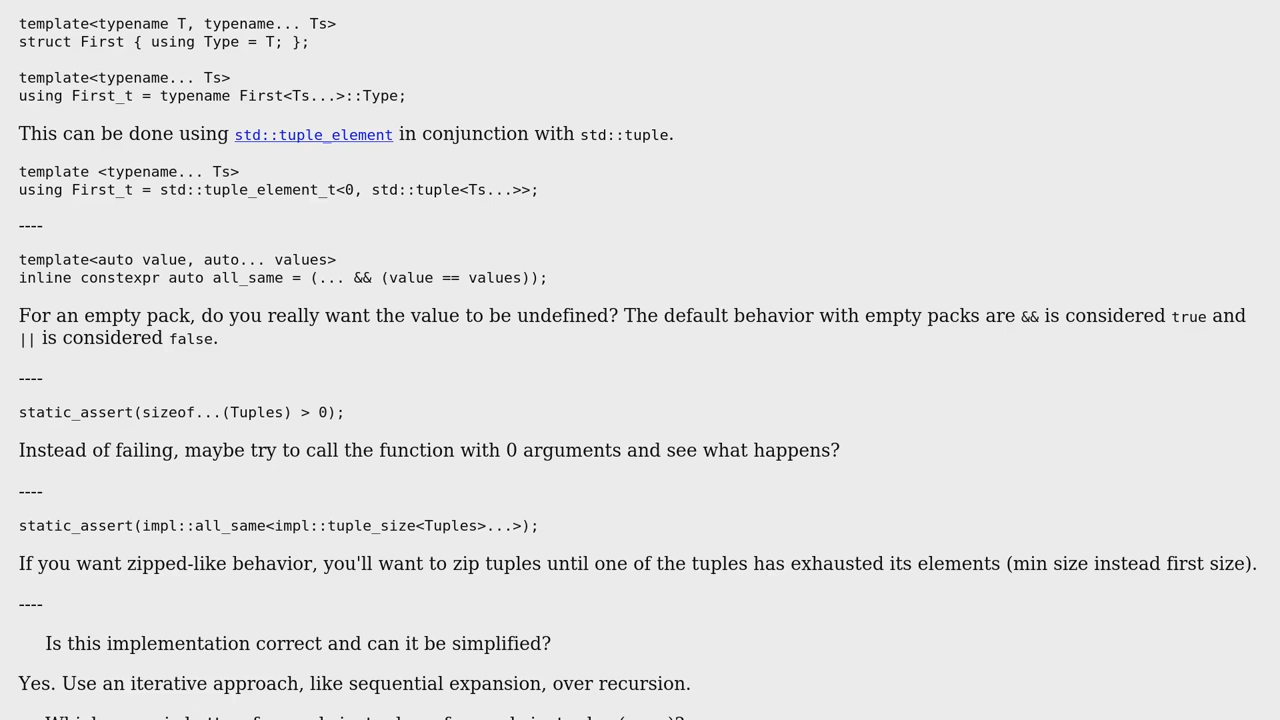 template<typename T, typename... Ts>
struct First { using Type = T; };
template<typename... Ts>
using First_t = typename First<Ts...>::Type;
This can be done using std::tuple_element in conjunction with std::tuple.
template <typename... Ts>
using First_t = std::tuple_element_t<0, std::tuple<Ts...>>;
----
template<auto value, auto... values>
inline constexpr auto all_same = (... && (value == values));
For an empty pack, do you really want the value to be undefined? The default behavior with empty packs are && is considered true and
|| is considered false.
----
static_assert(sizeof...(Tuples) > 0);
Instead of failing, maybe try to call the function with 0 arguments and see what happens?
----
static_assert(impl::all_same<impl::tuple_size<Tuples>...>);
If you want zipped-like behavior, you'll want to zip tuples until one of the tuples has exhausted its elements (min size instead first size).
----
Is this implementation correct and can it be simplified?
Yes. Use an iterative approach, like sequential expansion, over recursion.